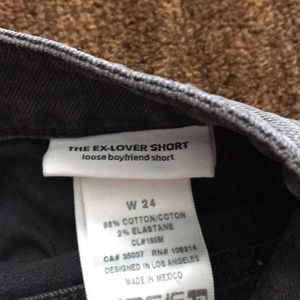 THE EX-LOVER SHORT
loose boyfriend short
W 24
98% COTTON/COTON
2% ELASTANE
CL#160M
CA# 35037 RN# 106214
DESIGNED IN LOS ANGELES
MADE IN MEXICO